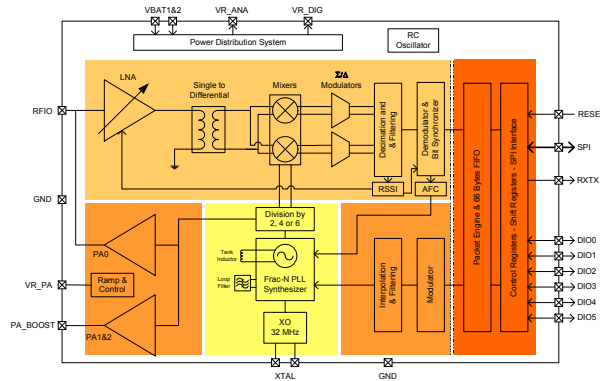 VBAT1&2
VR_ANA
VR_DIG
Power Distribution System
RC
Oscillator
LNA
Single to
Differential
Mixers
Σ/Δ
Modulators
RFIO
Decimation and
& Filtering
Demodulator &
Bit Synchronizer
RSSI
AFC
Packet Engine & 66 Bytes FIFO
Control Registers - Shift Registers - SPI Interface
RESE
SPI
RXTX
DIO0
DIO1
DIO2
DIO3
DIO4
DIO5
GND
PA0
VR_PA
Ramp &
Control
PA_BOOST
PA1&2
Division by
2, 4 or 6
Tank
Inductor
Loop
Filter
Frac-N PLL
Synthesizer
XO
32 MHz
Interpolation
& Filtering
Modulator
XTAL
GND